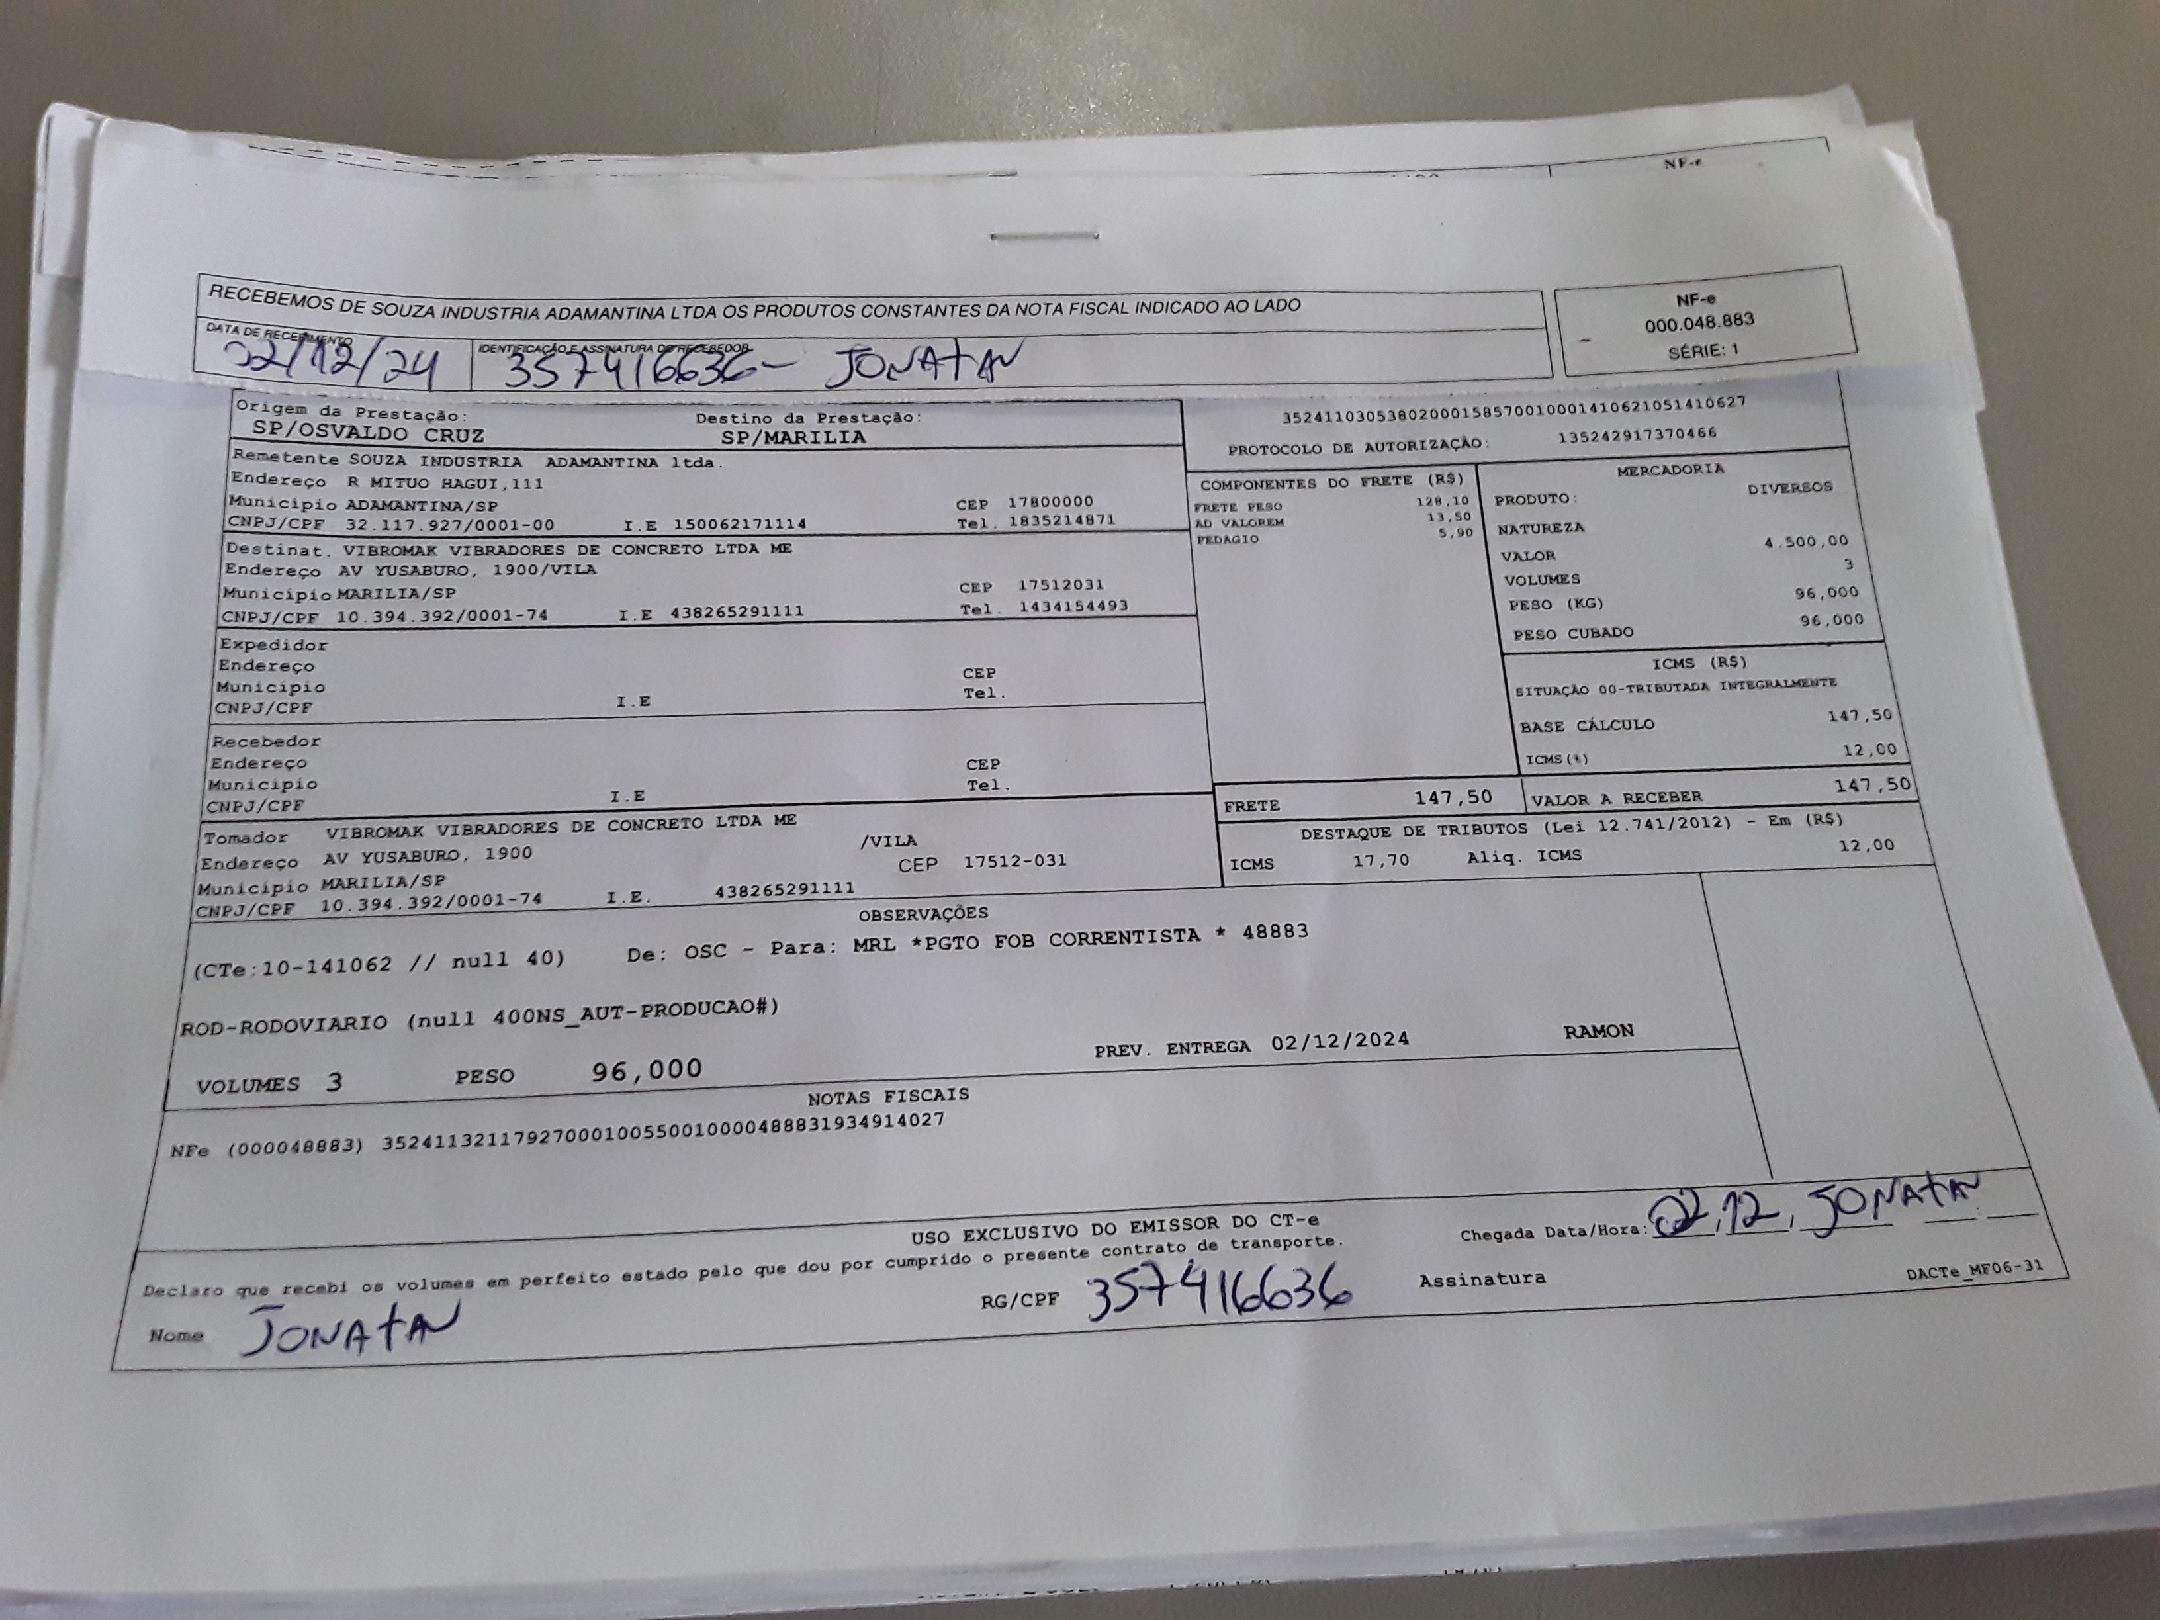 NF-e
RECEBEMOS DE SOUZA INDUSTRIA ADAMANTINA LTDA OS PRODUTOS CONSTANTES DA NOTA FISCAL INDICADO AO LADO
NF-e
000.048.883
SÉRIE: 1
DATA DE RECEBIMENTO
02/12/24
IDENTIFICAÇÃO E ASSINATURA DO RECEBEDOR
357416636- JONATAN
Origem da Prestação: Destino da Prestação:
SP/OSVALDO CRUZ SP/MARILIA
35241103053802000158570010001410621051410627
PROTOCOLO DE AUTORIZAÇÃO: 135242917370466
Remetente SOUZA INDUSTRIA ADAMANTINA ltda.
Endereço R MITUO HAGUI,111
Município ADAMANTINA/SP CEP 17800000
CNPJ/CPF 32.117.927/0001-00 I.E 150062171114 Tel. 1835214871
Destinat. VIBROMAK VIBRADORES DE CONCRETO LTDA ME
Endereço AV YUSABURO, 1900/VILA
Município MARILIA/SP CEP 17512031
CNPJ/CPF 10.394.392/0001-74 I.E 438265291111 Tel. 1434154493
Expedidor
Endereço CEP
Município Tel.
CNPJ/CPF I.E
Recebedor
Endereço CEP
Município Tel.
CNPJ/CPF I.E
Tomador VIBROMAK VIBRADORES DE CONCRETO LTDA ME
Endereço AV YUSABURO, 1900 /VILA
CEP 17512-031
Município MARILIA/SP
CNPJ/CPF 10.394.392/0001-74 I.E. 438265291111
COMPONENTES DO FRETE (R$)
FRETE PESO 128,10
AD VALOREM 13,50
PEDAGIO 5,90
MERCADORIA
PRODUTO: DIVERSOS
NATUREZA
VALOR 4.500,00
VOLUMES 3
PESO (KG) 96,000
PESO CUBADO 96,000
ICMS (R$)
SITUAÇÃO 00-TRIBUTADA INTEGRALMENTE
BASE CÁLCULO 147,50
ICMS(%) 12,00
FRETE 147,50 VALOR A RECEBER 147,50
DESTAQUE DE TRIBUTOS (Lei 12.741/2012) - Em (R$)
ICMS 17,70 Aliq. ICMS 12,00
OBSERVAÇÕES
(CTe:10-141062 // null 40) De: OSC - Para: MRL *PGTO FOB CORRENTISTA * 48883
ROD-RODOVIARIO (null 400NS_AUT-PRODUCAO#)
VOLUMES 3 PESO 96,000 PREV. ENTREGA 02/12/2024 RAMON
NOTAS FISCAIS
NFe (000048883) 35241132117927000100550010000488831934914027
USO EXCLUSIVO DO EMISSOR DO CT-e
Declaro que recebi os volumes em perfeito estado pelo que dou por cumprido o presente contrato de transporte.
Chegada Data/Hora: 02,12, JONATAN
Nome JONATAN RG/CPF 357416636 Assinatura
DACTe_MF06-31